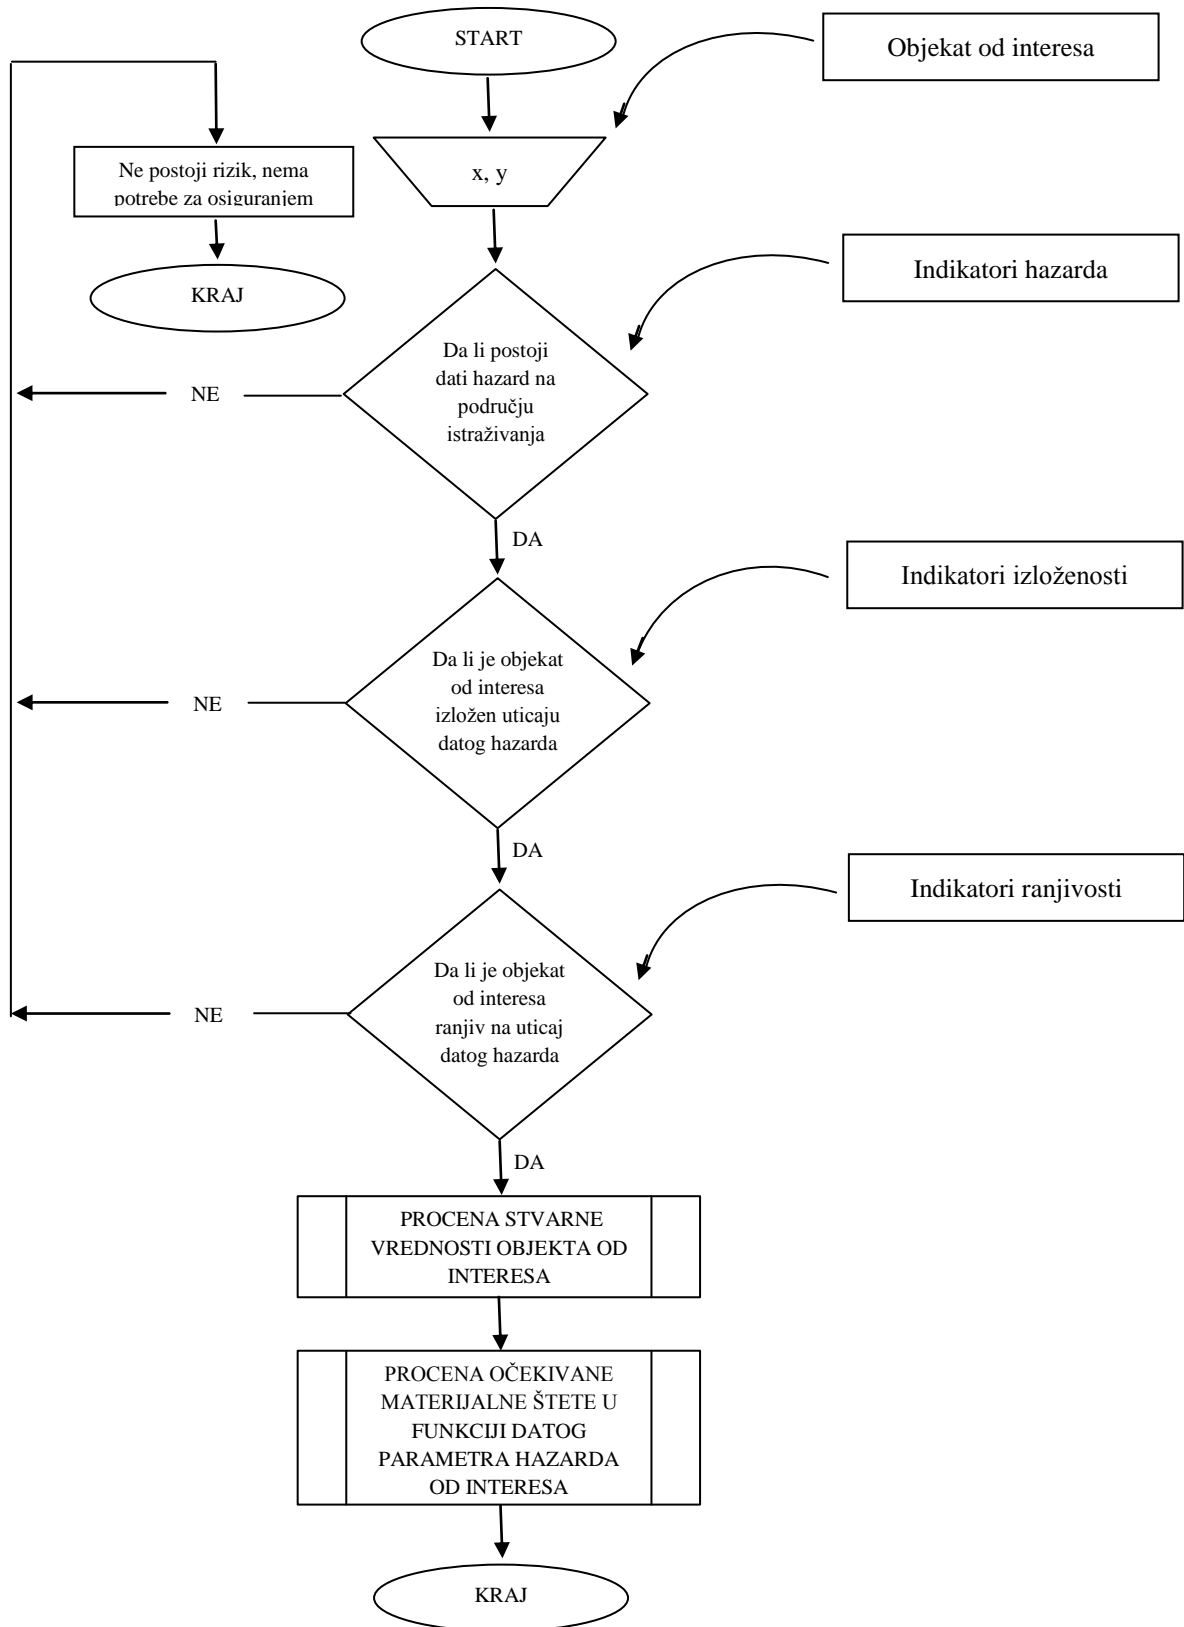 START
Objekat od interesa
Ne postoji rizik, nema
potrebe za osiguranjem
x, y
KRAJ
Indikatori hazarda
Da li postoji
dati hazard na
području
istraživanja
NE
DA
Indikatori izloženosti
Da li je objekat
od interesa
izložen uticaju
datog hazarda
NE
DA
Indikatori ranjivosti
Da li je objekat
od interesa
ranjiv na uticaj
datog hazarda
NE
DA
PROCENA STVARNE
VREDNOSTI OBJEKTA OD
INTERESA
PROCENA OČEKIVANE
MATERIJALNE ŠTETE U
FUNKCIJI DATOG
PARAMETRA HAZARDA
OD INTERESA
KRAJ